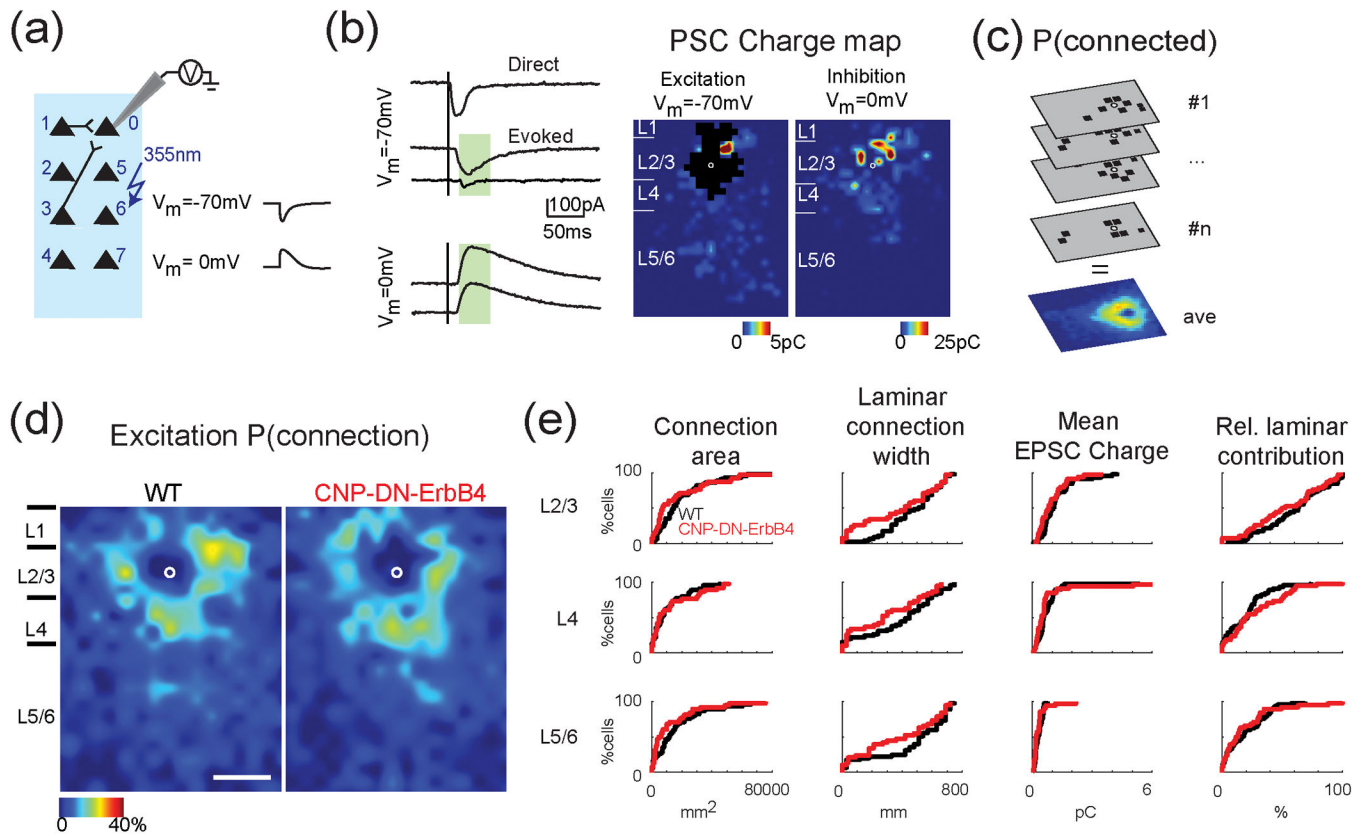 (a)
V
1
0
2
5
355nm
3
6
Vm=-70mV
4
7
Vm= 0mV
(b)
PSC Charge map
Direct
Evoked
Vm=-70mV
100pA
50ms
Vm=0mV
Excitation
Vm=-70mV
Inhibition
Vm=0mV
L1
L2/3
L4
L5/6
0 5pC
L1
L2/3
L4
L5/6
0 25pC
(c)
P(connected)
#1
...
#n
=
ave
(d)
Excitation P(connection)
WT
CNP-DN-ErbB4
L1
L2/3
L4
L5/6
0 40%
(e)
Connection
area
Laminar
connection
width
Mean
EPSC Charge
Rel. laminar
contribution
L2/3
%cells
100
0
WT
CNP-DN-ErbB4
L4
%cells
100
0
L5/6
%cells
100
0
0 80000
mm2
0 800
mm
0 6
pC
0 100
%